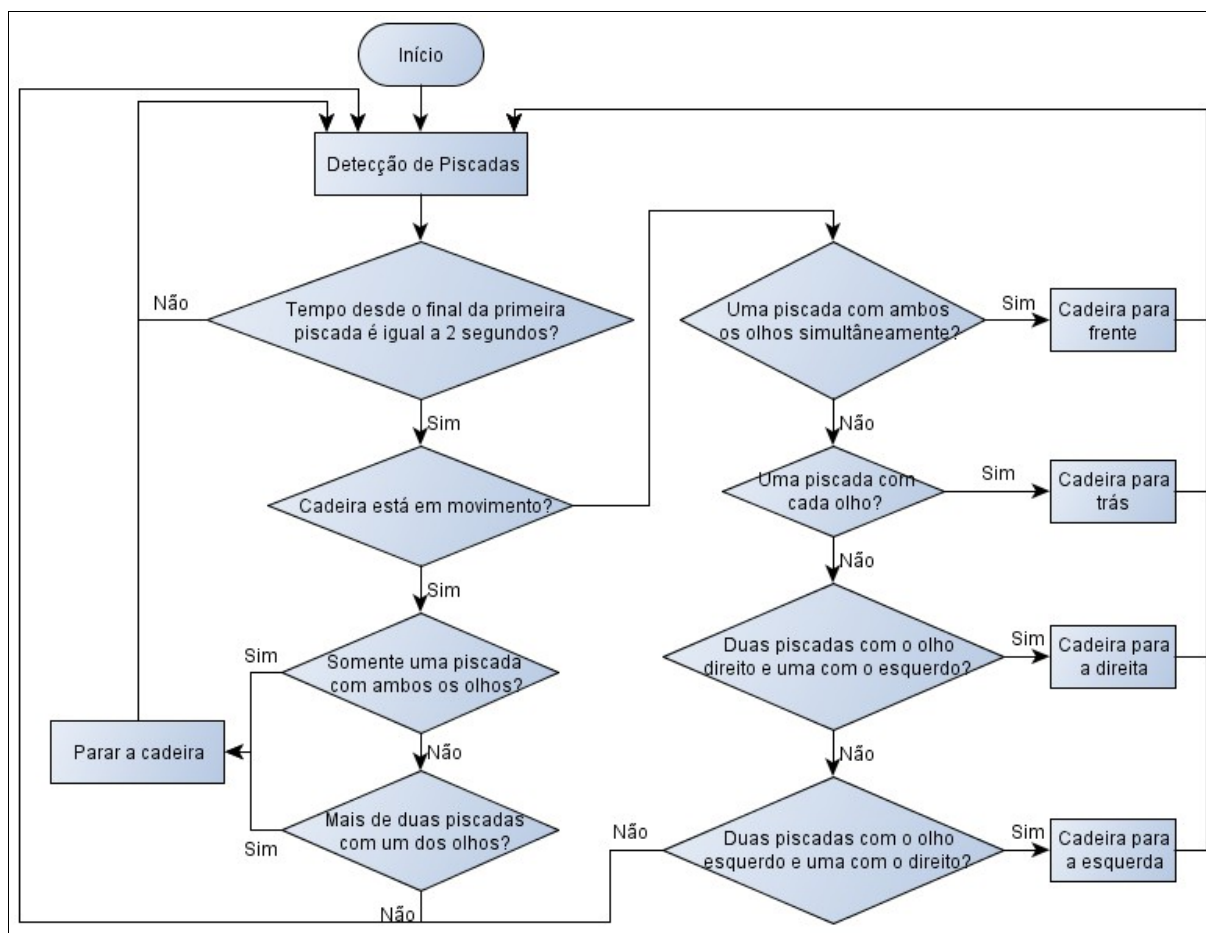 Início
Detecção de Piscadas
Não
Tempo desde o final da primeira
piscada é igual a 2 segundos?
Sim
Cadeira está em movimento?
Sim
Somente uma piscada
com ambos os olhos?
Sim
Parar a cadeira
Não
Mais de duas piscadas
com um dos olhos?
Sim
Não
Uma piscada com ambos
os olhos simultâneamente?
Sim
Cadeira para
frente
Não
Uma piscada com
cada olho?
Sim
Cadeira para
trás
Não
Duas piscadas com o olho
direito e uma com o esquerdo?
Sim
Cadeira para
a direita
Não
Duas piscadas com o olho
esquerdo e uma com o direito?
Sim
Cadeira para
a esquerda
Não